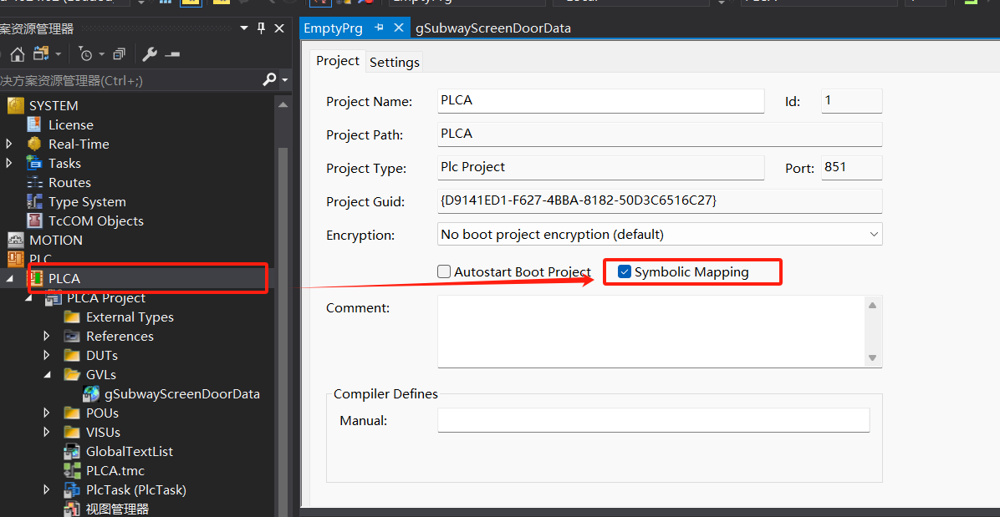 案资源管理器
决方案资源管理器(Ctrl+;)
SYSTEM
License
Real-Time
Tasks
Routes
Type System
TcCOM Objects
MOTION
PLC
PLCA
PLCA Project
External Types
References
DUTs
GVLs
gSubwayScreenDoorData
POUs
VISUs
GlobalTextList
PLCA.tmc
PlcTask (PlcTask)
视图管理器
EmptyPrg
gSubwayScreenDoorData
Project
Settings
Project Name: PLCA Id: 1
Project Path: PLCA
Project Type: Plc Project Port: 851
Project Guid: {D9141ED1-F627-4BBA-8182-50D3C6516C27}
Encryption: No boot project encryption (default)
Autostart Boot Project Symbolic Mapping
Comment:
Compiler Defines
Manual: